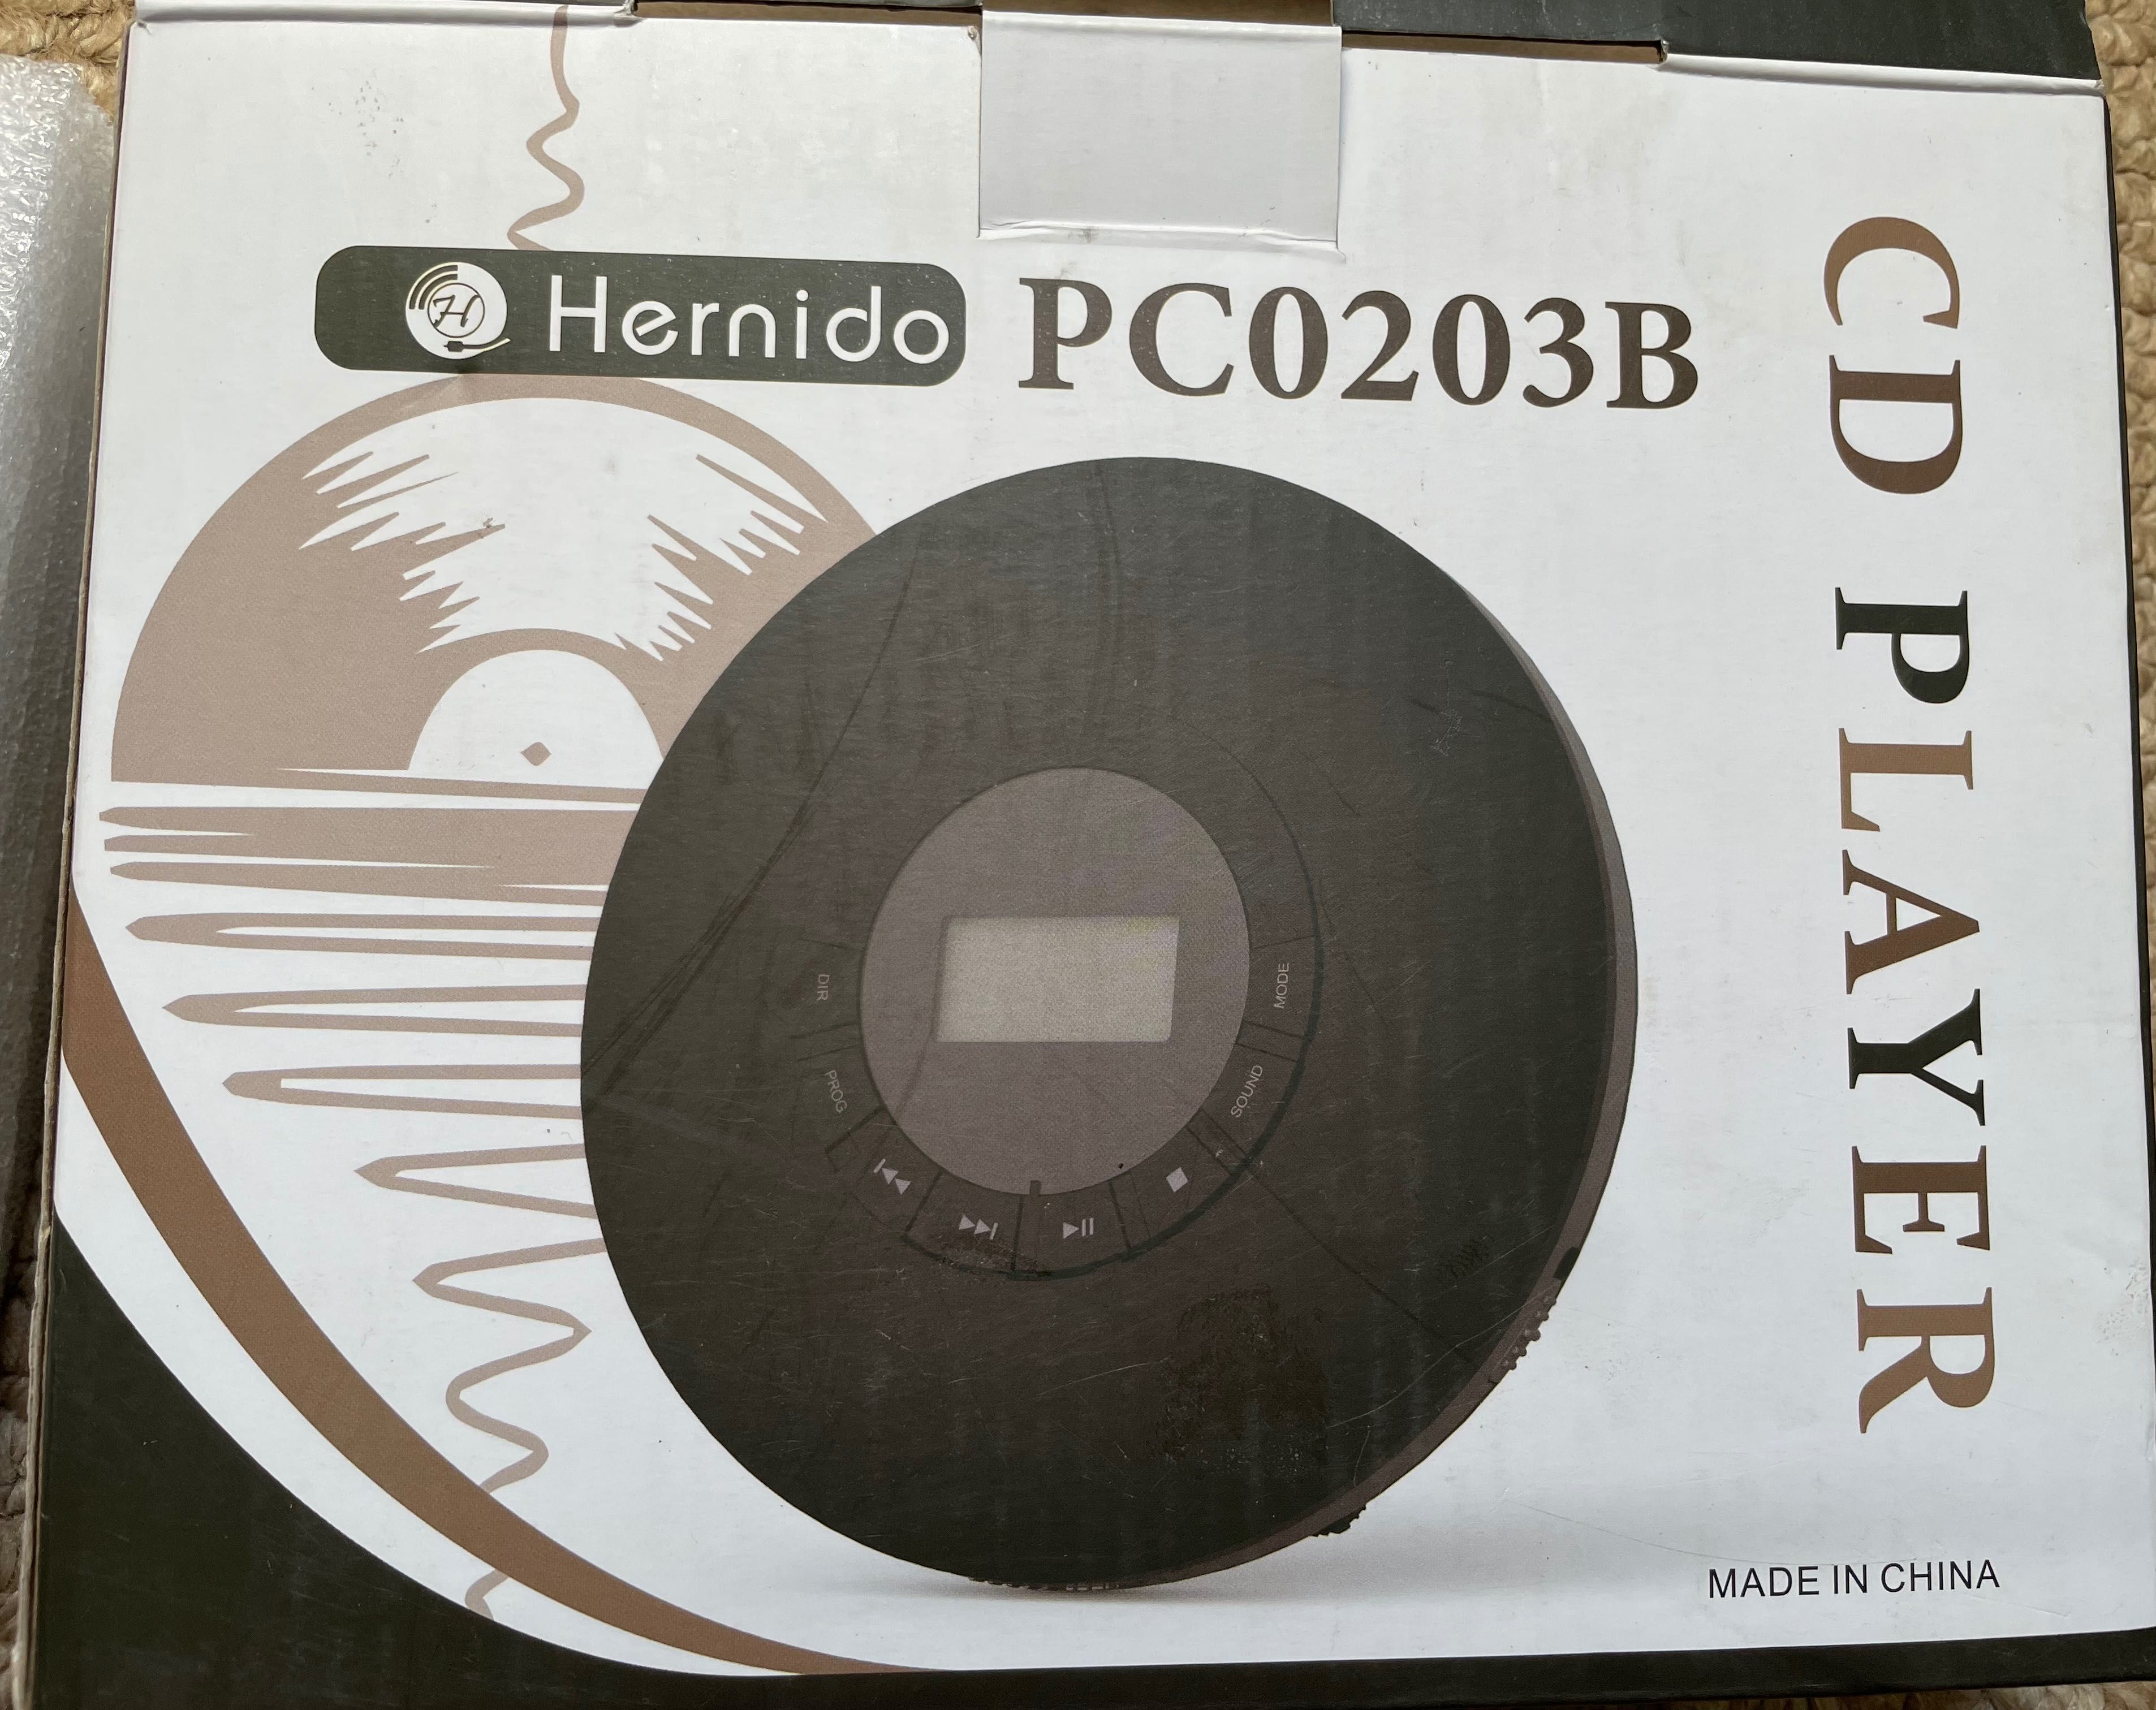 H
Hernido
PC0203B
CD PLAYER
DIR
MODE
PROG
SOUND
MADE IN CHINA